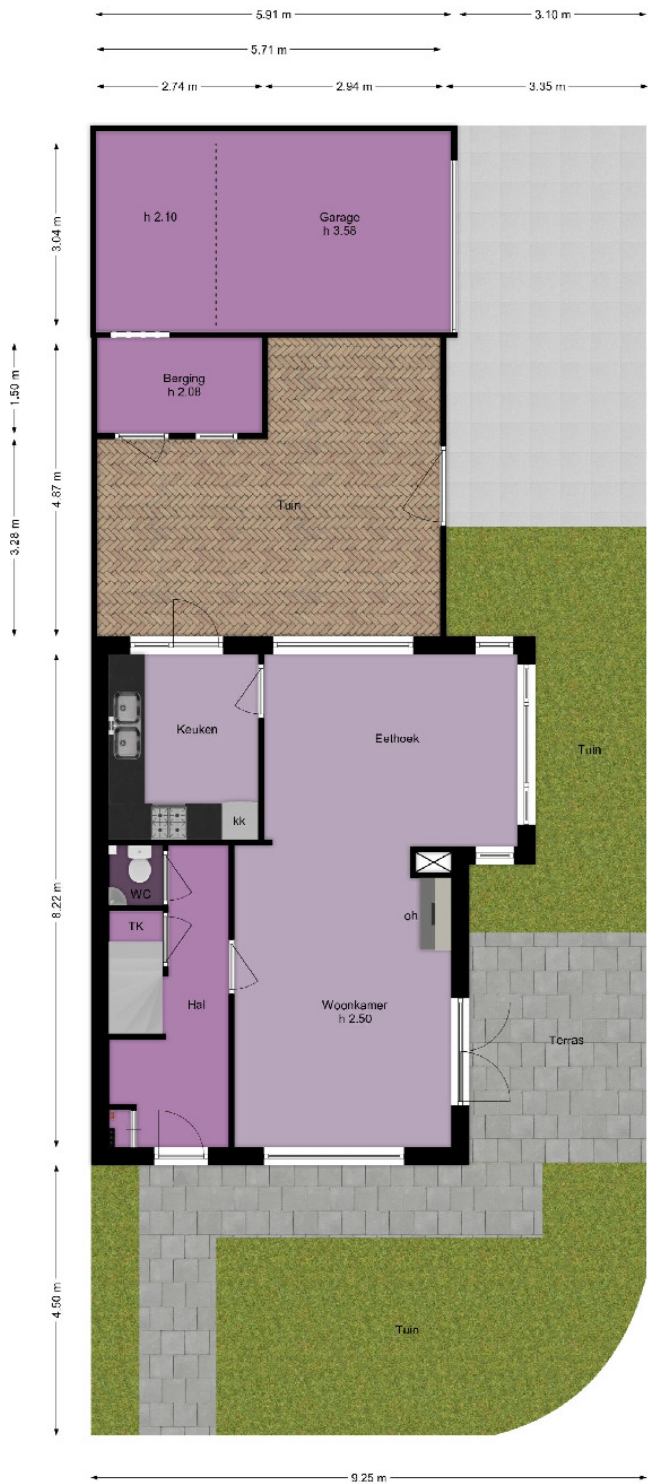 5.91 m
3.10 m
5.71 m
2.74 m
2.94 m
3.35 m
3.04 m
h 2.10
Garage
h 3.58
1.50 m
Berging
h 2.08
4.87 m
3.28 m
Tuin
Keuken
Eethoek
Tuin
kk
8.22 m
WC
oh
TK
Hal
Woonkamer
h 2.50
Terras
4.50 m
Tuin
9.25 m